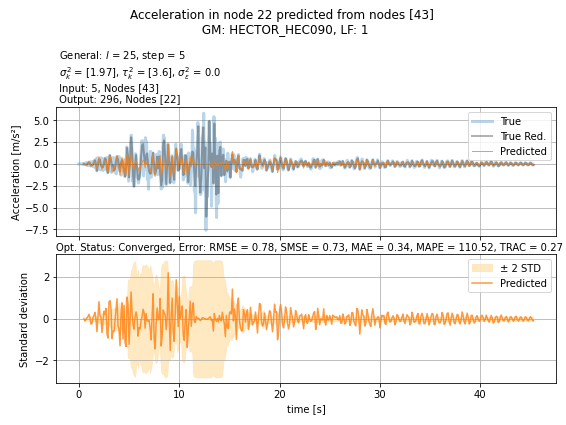 Acceleration in node 22 predicted from nodes [43]
GM: HECTOR_HEC090, LF: 1
General: l = 25, step = 5
σ²ₖ = [1.97], τ²ₖ = [3.6], σ²_ε = 0.0
Input: 5, Nodes [43]
Output: 296, Nodes [22]
Acceleration [m/s²]
5.0
2.5
0.0
−2.5
−5.0
−7.5
True
True Red.
Predicted
Opt. Status: Converged, Error: RMSE = 0.78, SMSE = 0.73, MAE = 0.34, MAPE = 110.52, TRAC = 0.27
Standard deviation
2
0
−2
± 2 STD
Predicted
0 10 20 30 40
time [s]